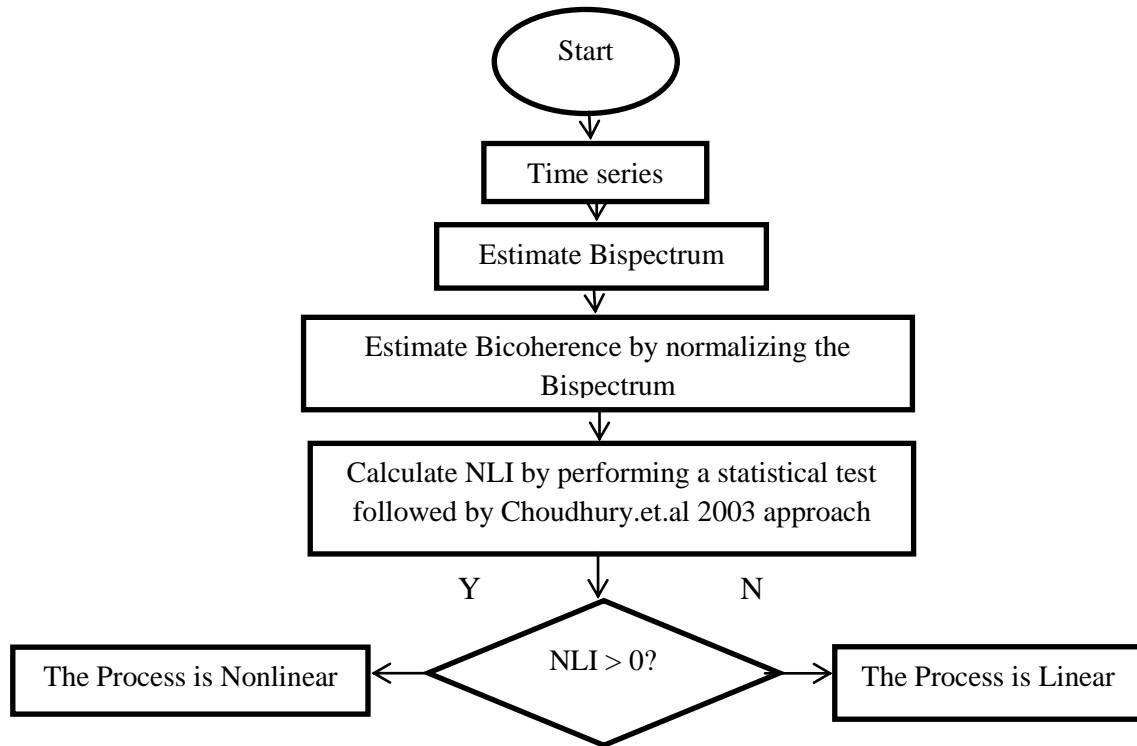 Start
Time series
Estimate Bispectrum
Estimate Bicoherence by normalizing the
Bispectrum
Calculate NLI by performing a statistical test
followed by Choudhury.et.al 2003 approach
Y
N
NLI > 0?
The Process is Nonlinear
The Process is Linear